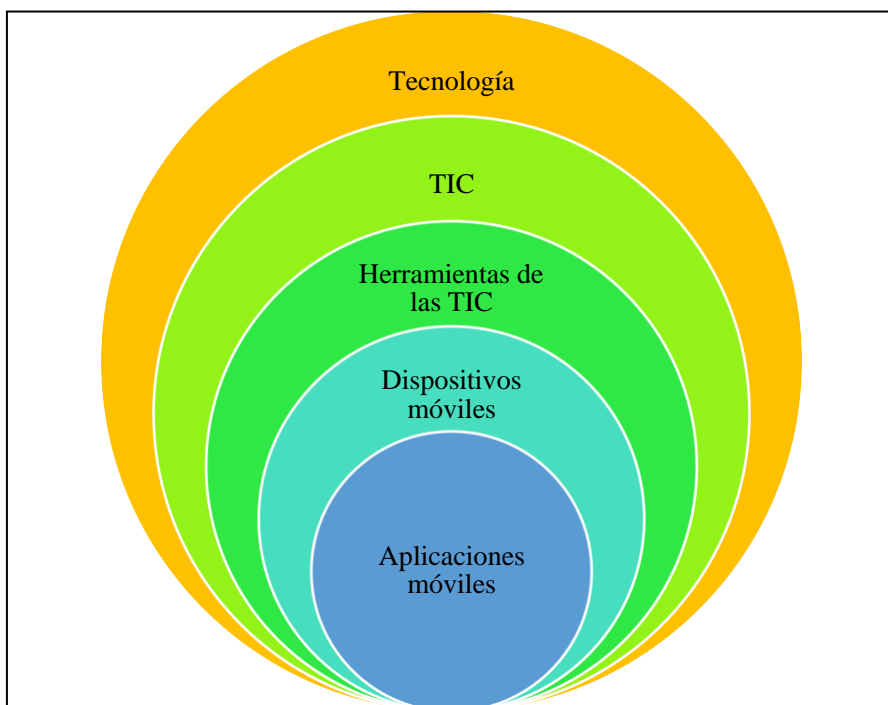 Tecnología
TIC
Herramientas de
las TIC
Dispositivos
móviles
Aplicaciones
móviles